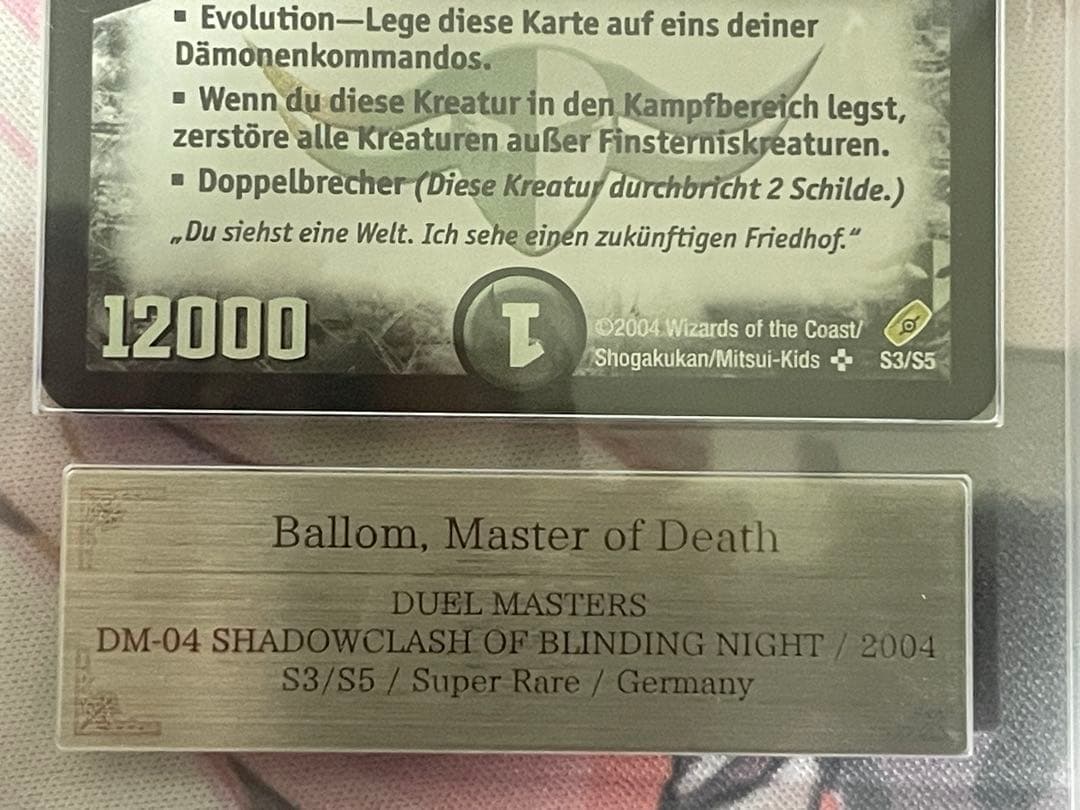 ▪ Evolution—Lege diese Karte auf eins deiner
Dämonenkommandos.
▪ Wenn du diese Kreatur in den Kampfbereich legst,
zerstöre alle Kreaturen außer Finsterniskreaturen.
▪ Doppelbrecher (Diese Kreatur durchbricht 2 Schilde.)
„Du siehst eine Welt. Ich sehe einen zukünftigen Friedhof.“
12000
1
©2004 Wizards of the Coast/
Shogakukan/Mitsui-Kids
S3/S5
Ballom, Master of Death
DUEL MASTERS
DM-04 SHADOWCLASH OF BLINDING NIGHT / 2004
S3/S5 / Super Rare / Germany